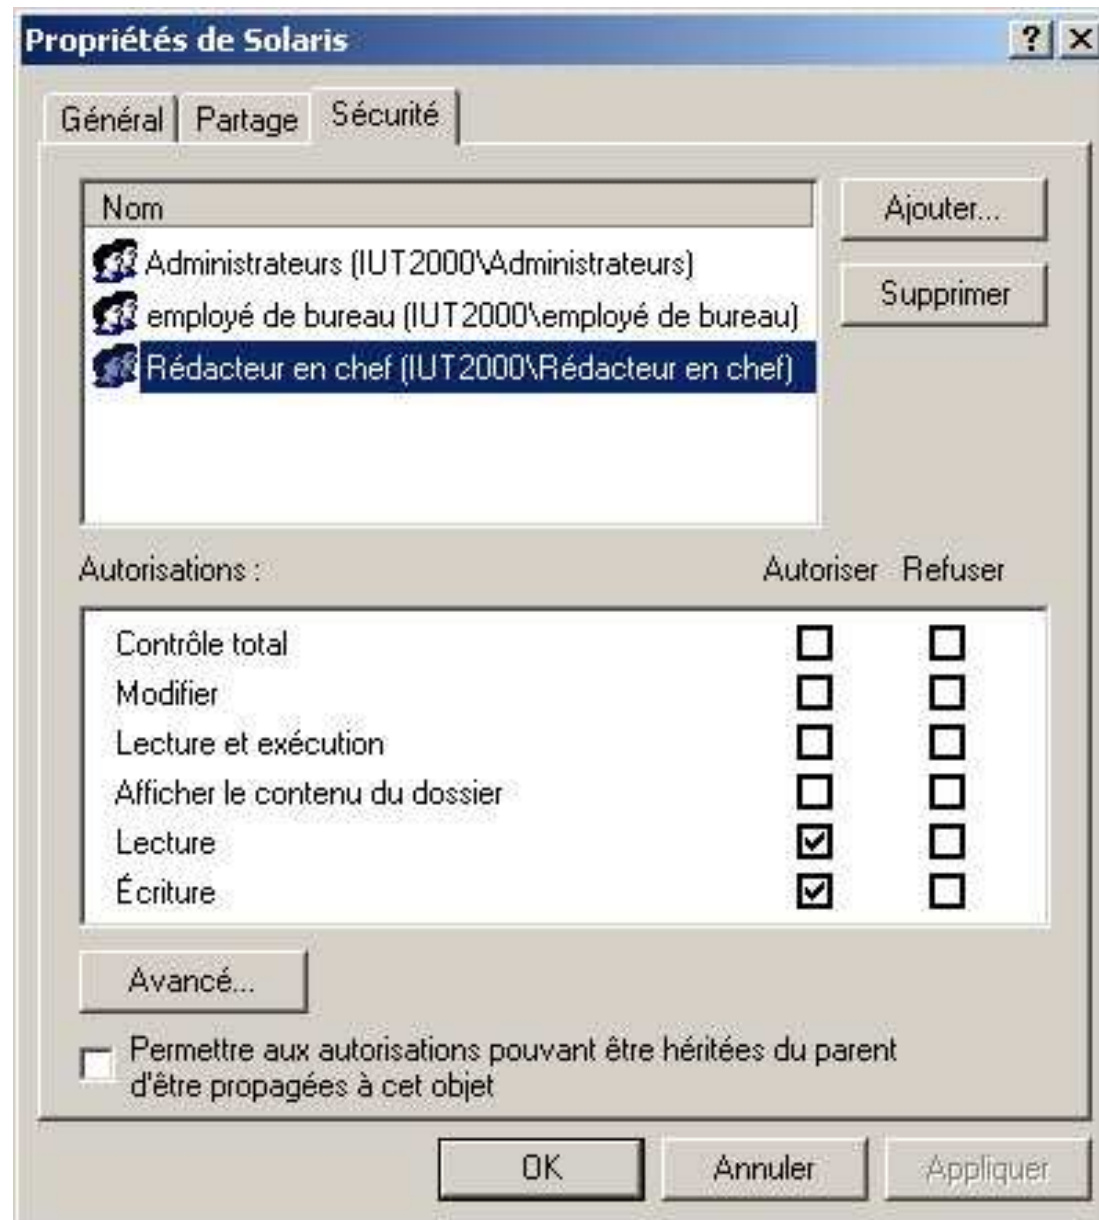 Propriétés de Solaris
Général Partage Sécurité
Nom
Ajouter...
Administrateurs (IUT2000\Administrateurs)
Supprimer
employé de bureau (IUT2000\employé de bureau)
Rédacteur en chef (IUT2000\Rédacteur en chef)
Autorisations : Autoriser Refuser
Contrôle total
Modifier
Lecture et exécution
Afficher le contenu du dossier
Lecture
Écriture
Avancé...
Permettre aux autorisations pouvant être héritées du parent
d'être propagées à cet objet
OK Annuler Appliquer